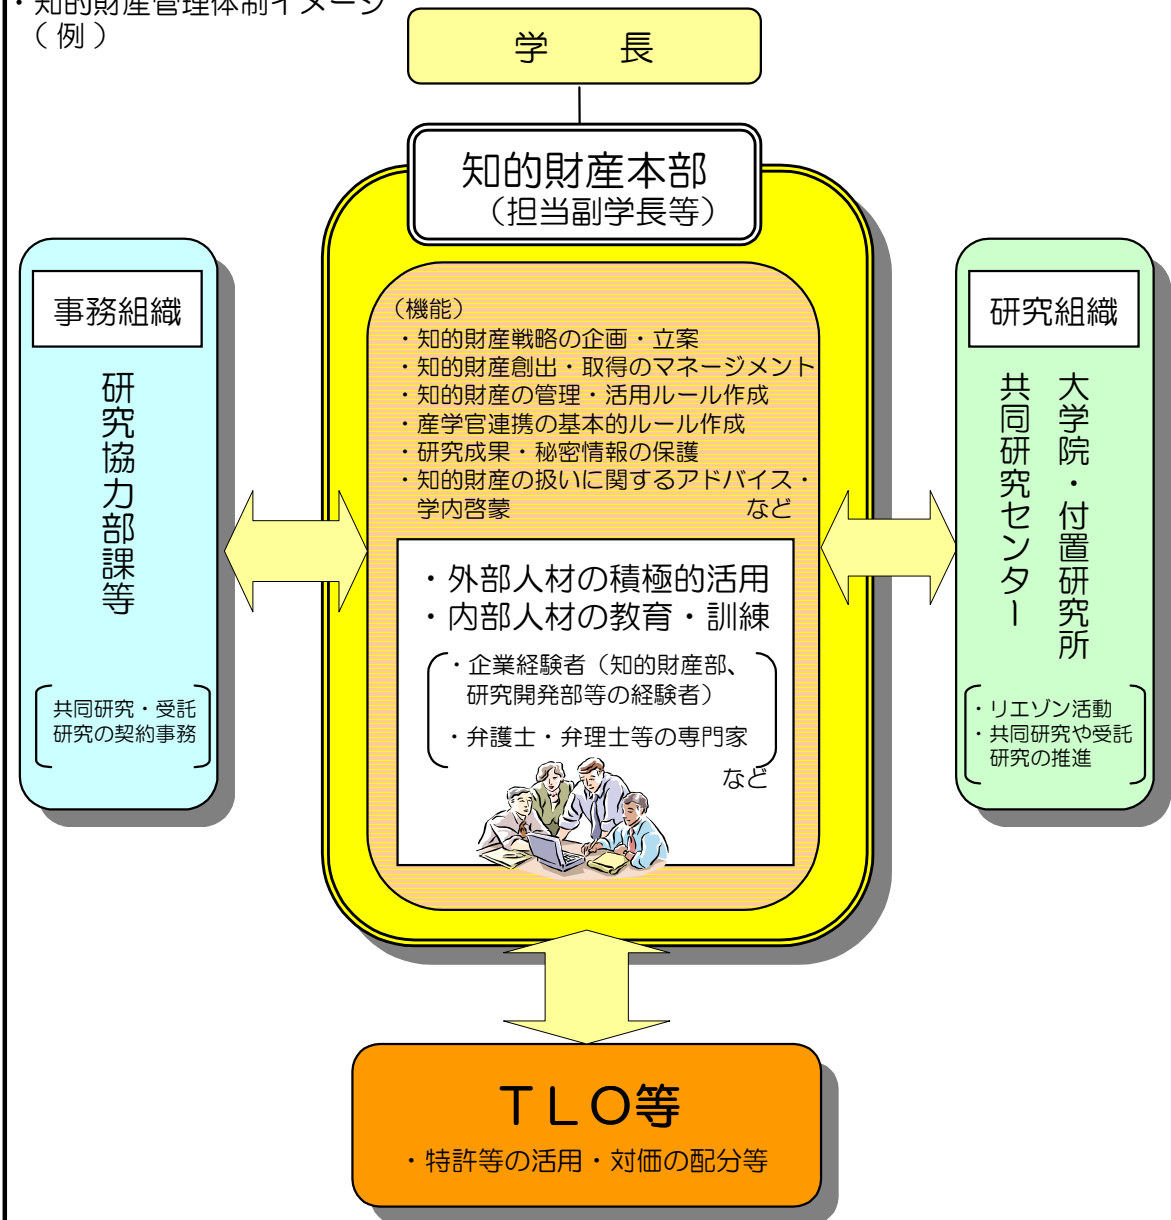 ・知的財産管理体制イメージ
（例）
学　長
知的財産本部
（担当副学長等）
事務組織
研究協力部課等
共同研究・受託
研究の契約事務
（機能）
・知的財産戦略の企画・立案
・知的財産創出・取得のマネージメント
・知的財産の管理・活用ルール作成
・産学官連携の基本的ルール作成
・研究成果・秘密情報の保護
・知的財産の扱いに関するアドバイス・
学内啓蒙　など
・外部人材の積極的活用
・内部人材の教育・訓練
・企業経験者（知的財産部、
研究開発部等の経験者）
・弁護士・弁理士等の専門家
など
研究組織
大学院・付置研究所
共同研究センター
・リエゾン活動
・共同研究や受託
研究の推進
ＴＬＯ等
・特許等の活用・対価の配分等